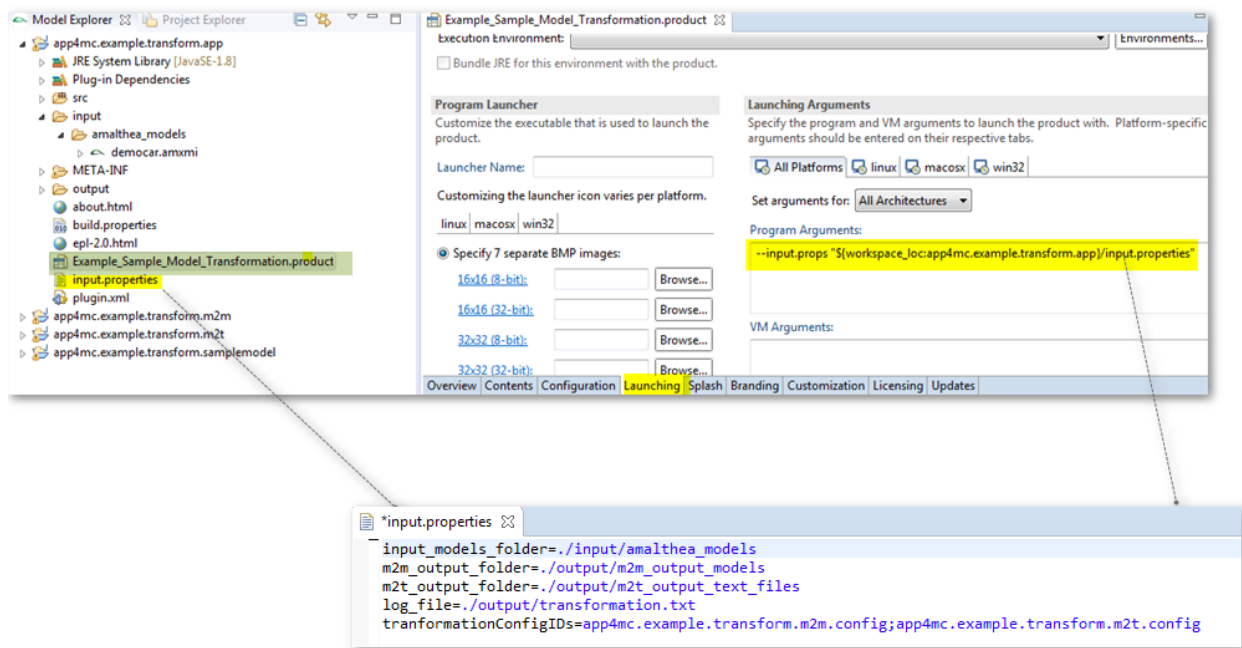 Model Explorer Project Explorer
app4mc.example.transform.app
JRE System Library [JavaSE-1.8]
Plug-in Dependencies
src
input
amalthea_models
democar.amxmi
META-INF
output
about.html
build.properties
epl-2.0.html
Example_Sample_Model_Transformation.product
input.properties
plugin.xml
app4mc.example.transform.m2m
app4mc.example.transform.m2t
app4mc.example.transform.samplemodel
Example_Sample_Model_Transformation.product
Execution Environment: Environments...
Bundle JRE for this environment with the product.
Program Launcher
Customize the executable that is used to launch the
product.
Launcher Name:
Customizing the launcher icon varies per platform.
linux macosx win32
Specify 7 separate BMP images:
16x16 (8-bit): Browse...
16x16 (32-bit): Browse...
32x32 (8-bit): Browse...
32x32 (32-bit): Browse...
Launching Arguments
Specify the program and VM arguments to launch the product with. Platform-specific
arguments should be entered on their respective tabs.
All Platforms linux macosx win32
Set arguments for: All Architectures
Program Arguments:
--input.props "${workspace_loc:app4mc.example.transform.app}/input.properties"
VM Arguments:
Overview Contents Configuration Launching Splash Branding Customization Licensing Updates
*input.properties
input_models_folder=./input/amalthea_models
m2m_output_folder=./output/m2m_output_models
m2t_output_folder=./output/m2t_output_text_files
log_file=./output/transformation.txt
tranformationConfigIDs=app4mc.example.transform.m2m.config;app4mc.example.transform.m2t.config